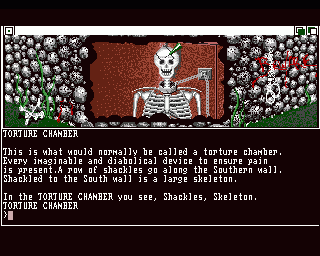 TORTURE CHAMBER
This is what would normally be called a torture chamber.
Every imaginable and diabolical device to ensure pain
is present.A row of shackles go along the Southern wall.
Shackled to the South wall is a large skeleton.
In the TORTURE CHAMBER you see, Shackles, Skeleton.
TORTURE CHAMBER
>